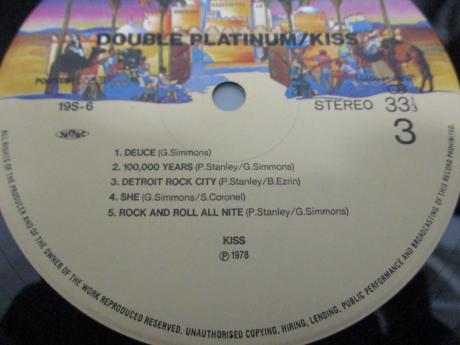 DOUBLE PLATINUM/KISS
19S-6
STEREO 33⅓
3
1. DEUCE (G.Simmons)
2. 100,000 YEARS (P.Stanley/G.Simmons)
3. DETROIT ROCK CITY (P.Stanley/B.Ezrin)
4. SHE (G.Simmons/S.Coronel)
5. ROCK AND ROLL ALL NITE (P.Stanley/G.Simmons)
KISS
Ⓟ 1978
ALL RIGHTS OF THE PRODUCER AND OF THE OWNER OF THE WORK REPRODUCED RESERVED. UNAUTHORISED COPYING, HIRING, LENDING, PUBLIC PERFORMANCE AND BROADCASTING OF THIS RECORD PROHIBITED.